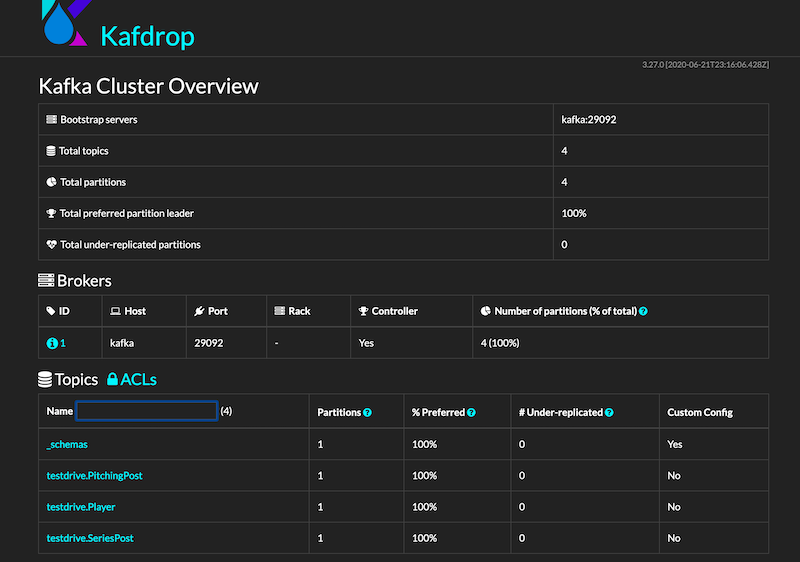 Kafdrop
3.27.0 [2020-06-21T23:16:06.428Z]
Kafka Cluster Overview
Bootstrap servers kafka:29092
Total topics 4
Total partitions 4
Total preferred partition leader 100%
Total under-replicated partitions 0
Brokers
ID Host Port Rack Controller Number of partitions (% of total)
1 kafka 29092 - Yes 4 (100%)
Topics ACLs
Name (4) Partitions % Preferred # Under-replicated Custom Config
_schemas 1 100% 0 Yes
testdrive.PitchingPost 1 100% 0 No
testdrive.Player 1 100% 0 No
testdrive.SeriesPost 1 100% 0 No